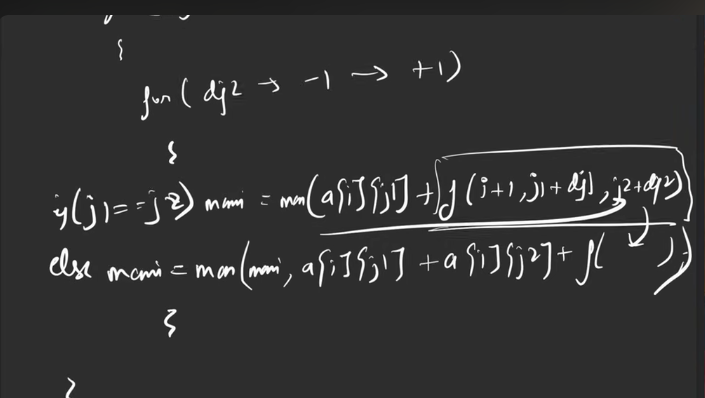 {
for( dj2 → -1 → +1)
{
if(j1==j2) maxi = max(a[i][j1] + f(i+1, j1+dj1, j2+dj2)
else maxi = max(maxi, a[i][j1] + a[i][j2] + f( ),
}
}